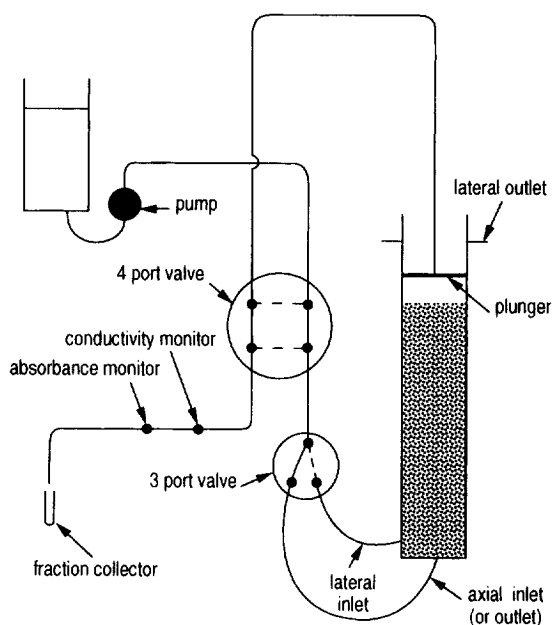 lateral outlet
pump
4 port valve
plunger
conductivity monitor
absorbance monitor
3 port valve
fraction collector
lateral
inlet
axial inlet
(or outlet)